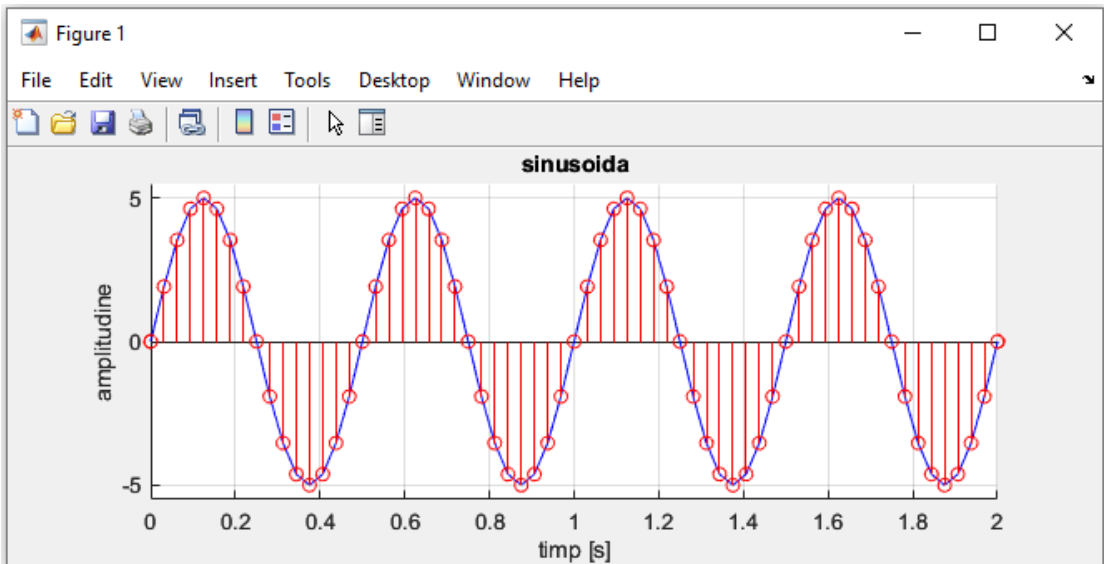 Figure 1
File Edit View Insert Tools Desktop Window Help
sinusoida
5
0
-5
amplitudine
0 0.2 0.4 0.6 0.8 1 1.2 1.4 1.6 1.8 2
timp [s]